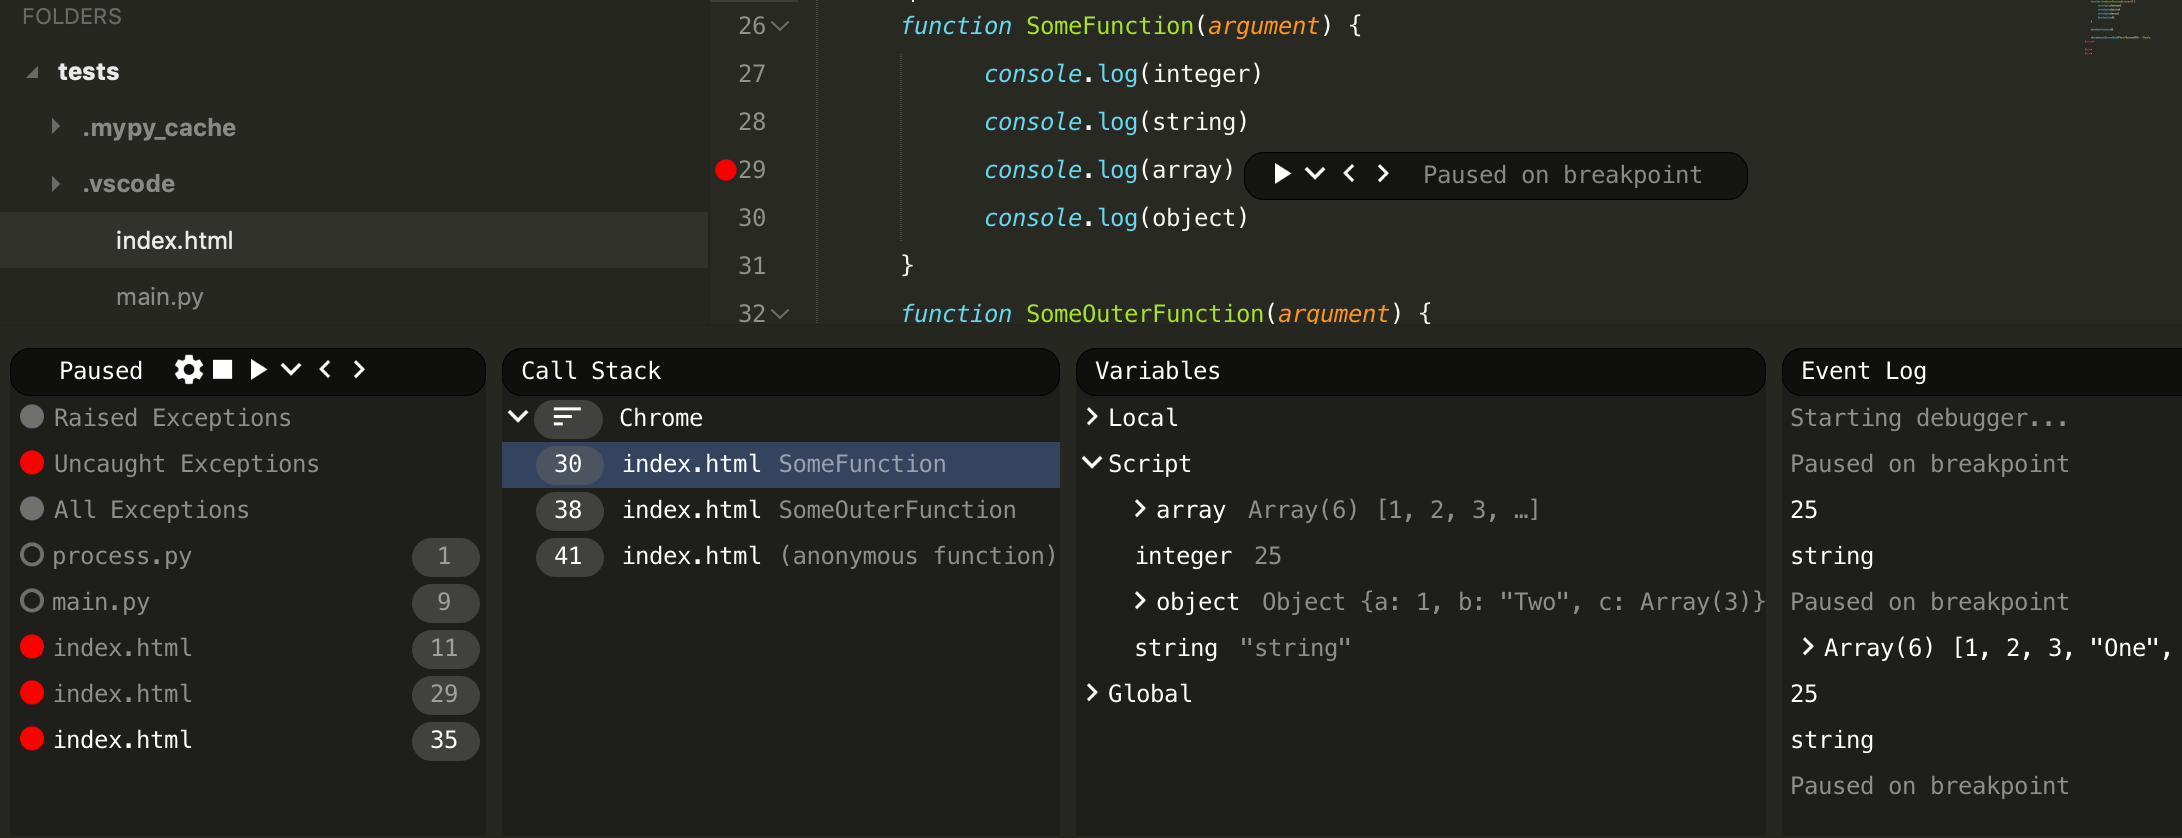 FOLDERS
tests
.mypy_cache
.vscode
index.html
main.py
26 function SomeFunction(argument) {
27 console.log(integer)
28 console.log(string)
29 console.log(array) Paused on breakpoint
30 console.log(object)
31 }
32 function SomeOuterFunction(argument) {
Paused
Raised Exceptions
Uncaught Exceptions
All Exceptions
process.py 1
main.py 9
index.html 11
index.html 29
index.html 35
Call Stack
Chrome
30 index.html SomeFunction
38 index.html SomeOuterFunction
41 index.html (anonymous function)
Variables
Local
Script
array Array(6) [1, 2, 3, …]
integer 25
object Object {a: 1, b: "Two", c: Array(3)}
string "string"
Global
Event Log
Starting debugger...
Paused on breakpoint
25
string
Paused on breakpoint
Array(6) [1, 2, 3, "One",
25
string
Paused on breakpoint